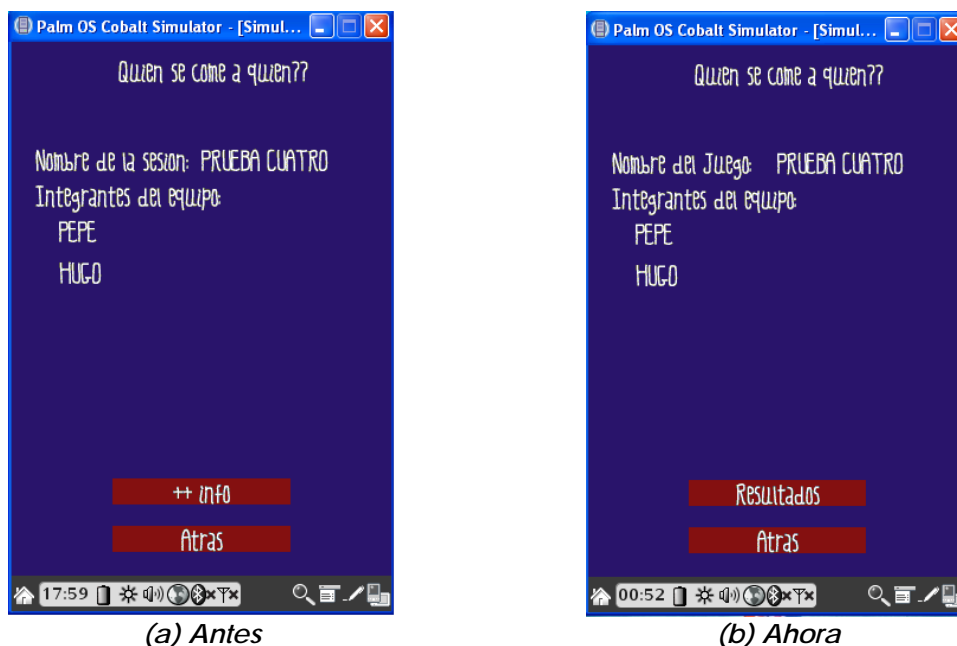 Palm OS Cobalt Simulator - [Simul...
Quien se come a quien??
Nombre de la sesion: PRUEBA CUATRO
Integrantes del equipo:
PEPE
HUGO
++ info
Atras
17:59
(a) Antes
Palm OS Cobalt Simulator - [Simul...
Quien se come a quien??
Nombre del Juego: PRUEBA CUATRO
Integrantes del equipo:
PEPE
HUGO
Resultados
Atras
00:52
(b) Ahora